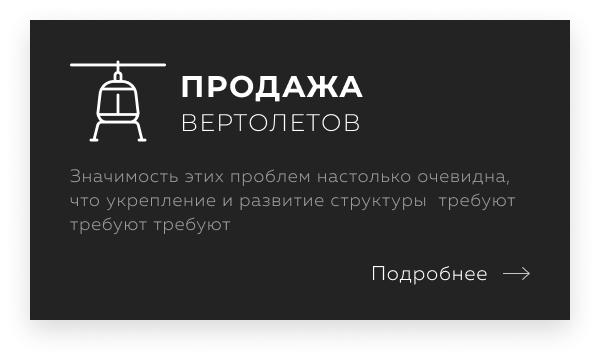 ПРОДАЖА
ВЕРТОЛЕТОВ
Значимость этих проблем настолько очевидна,
что укрепление и развитие структуры требуют
требуют требуют
Подробнее